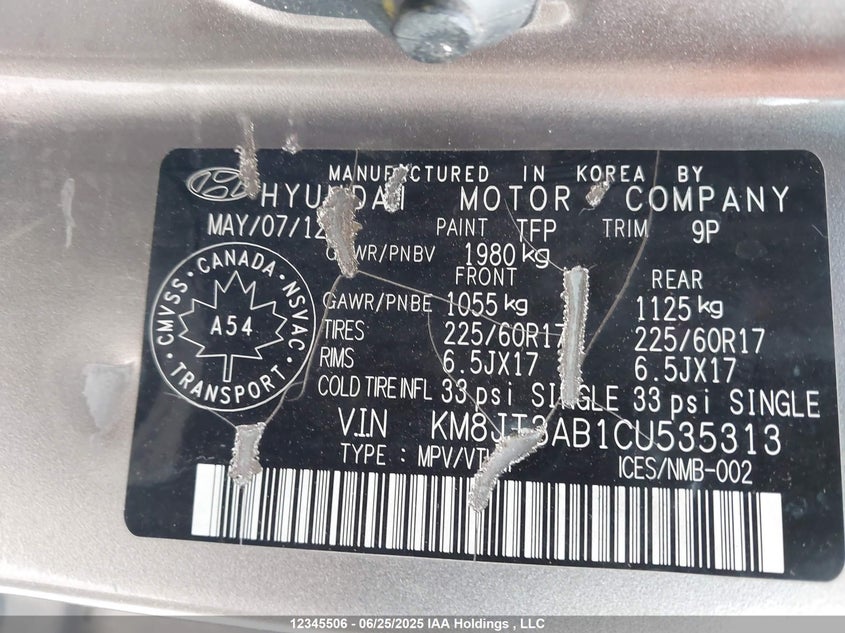 MANUFACTURED IN KOREA BY
HYUNDAI MOTOR COMPANY
MAY/07/12 PAINT TFP TRIM 9P
GVWR/PNBV 1980 kg
FRONT REAR
GAWR/PNBE 1055 kg 1125 kg
TIRES 225/60R17 225/60R17
RIMS 6.5JX17 6.5JX17
COLD TIRE INFL 33 psi SINGLE 33 psi SINGLE
V.I.N KM8JT3AB1CU535313
TYPE : ICES/NMB-002
CMVSS • CANADA • NSVAC • TRANSPORT •
A54
12345506 - 06/25/2025 IAA Holdings , LLC